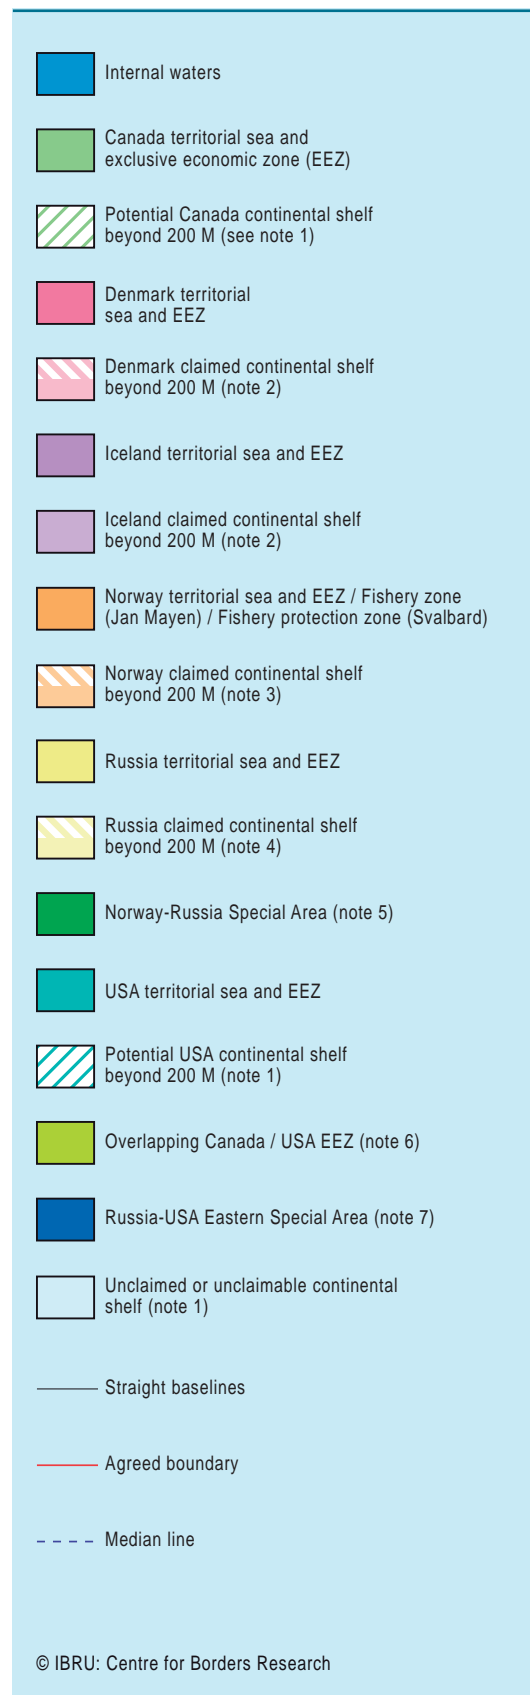 Internal waters
Canada territorial sea and
exclusive economic zone (EEZ)
Potential Canada continental shelf
beyond 200 M (see note 1)
Denmark territorial
sea and EEZ
Denmark claimed continental shelf
beyond 200 M (note 2)
Iceland territorial sea and EEZ
Iceland claimed continental shelf
beyond 200 M (note 2)
Norway territorial sea and EEZ / Fishery zone
(Jan Mayen) / Fishery protection zone (Svalbard)
Norway claimed continental shelf
beyond 200 M (note 3)
Russia territorial sea and EEZ
Russia claimed continental shelf
beyond 200 M (note 4)
Norway-Russia Special Area (note 5)
USA territorial sea and EEZ
Potential USA continental shelf
beyond 200 M (note 1)
Overlapping Canada / USA EEZ (note 6)
Russia-USA Eastern Special Area (note 7)
Unclaimed or unclaimable continental
shelf (note 1)
Straight baselines
Agreed boundary
Median line
© IBRU: Centre for Borders Research